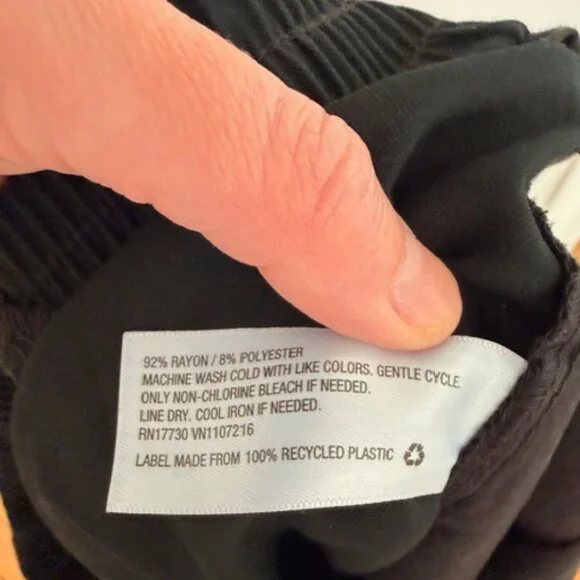 92% RAYON / 8% POLYESTER
MACHINE WASH COLD WITH LIKE COLORS. GENTLE CYCLE
ONLY NON-CHLORINE BLEACH IF NEEDED.
LINE DRY. COOL IRON IF NEEDED.
RN17730 VN1107216
LABEL MADE FROM 100% RECYCLED PLASTIC